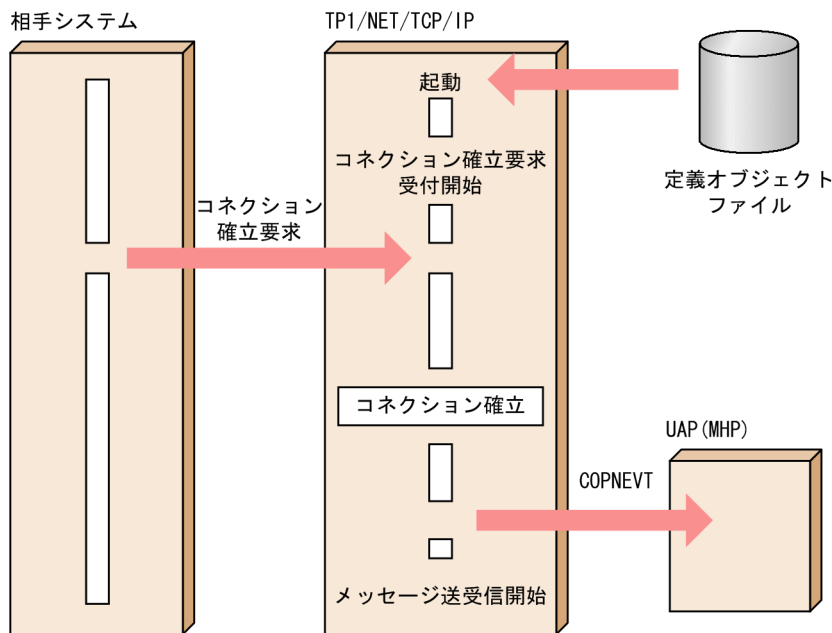 相手システム
TP1/NET/TCP/IP
起動
コネクション確立要求
受付開始
定義オブジェクト
ファイル
コネクション
確立要求
コネクション確立
UAP(MHP)
COPNEVT
メッセージ送受信開始